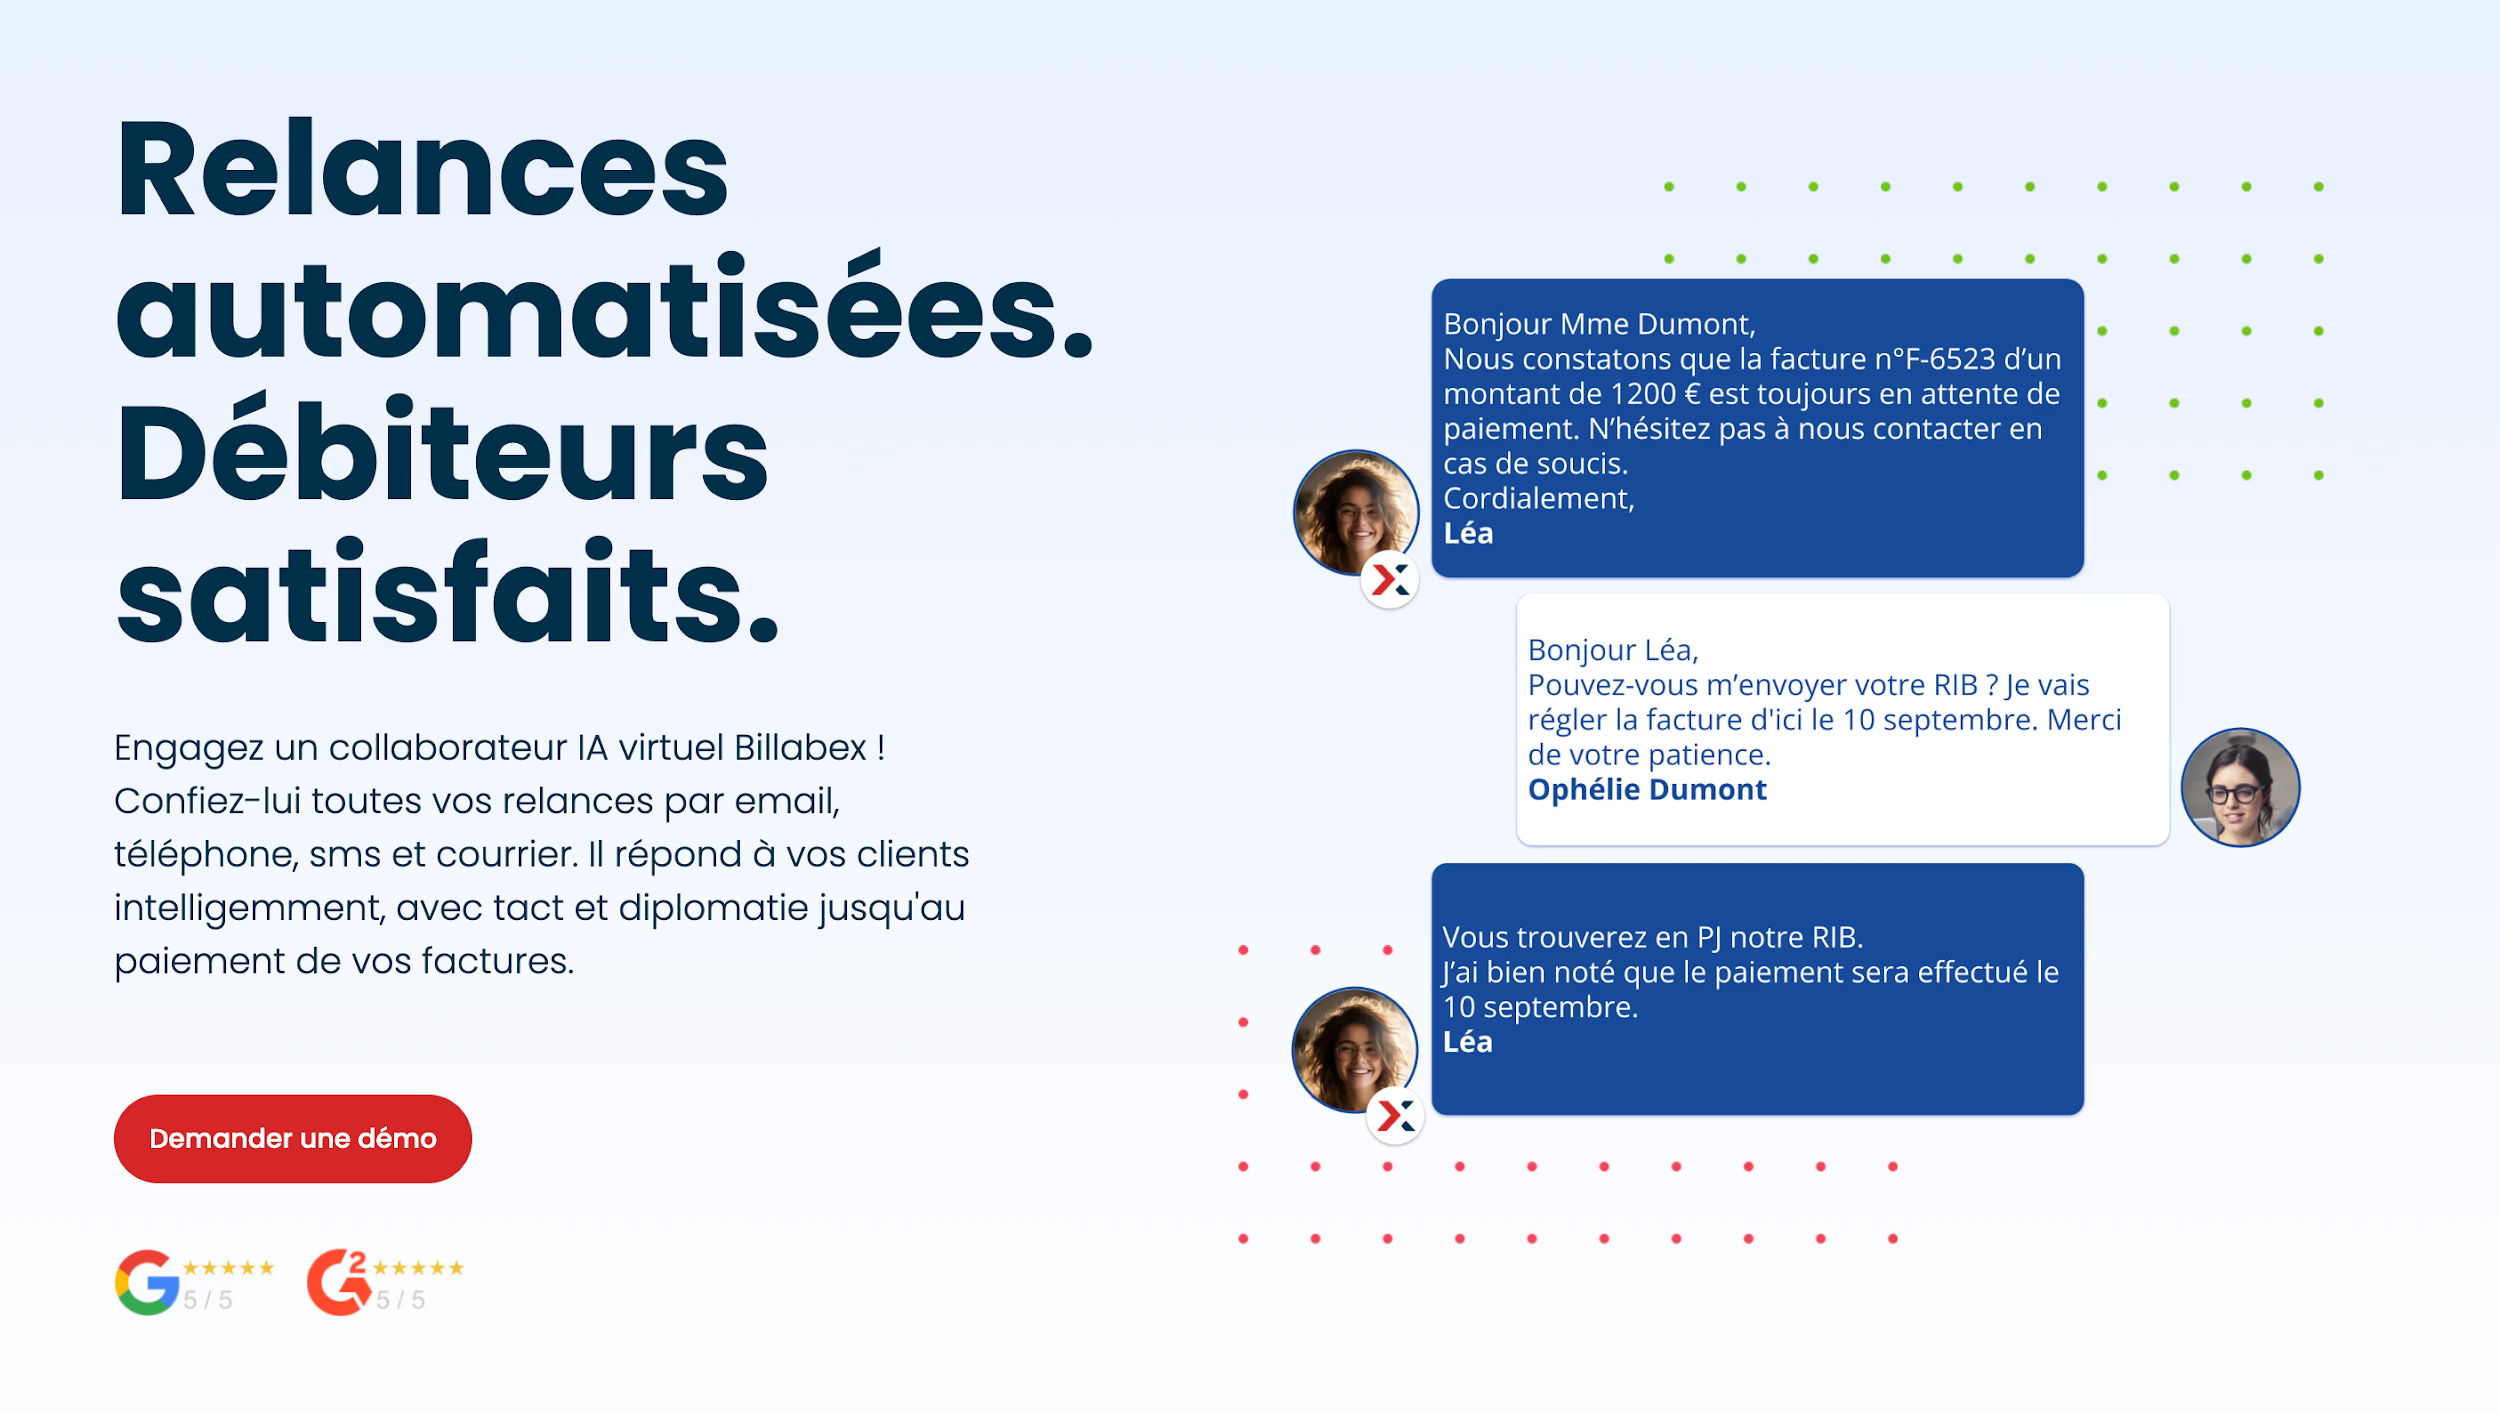 Relances
automatisées.
Débiteurs
satisfaits.
Engagez un collaborateur IA virtuel Billabex !
Confiez-lui toutes vos relances par email,
téléphone, sms et courrier. Il répond à vos clients
intelligemment, avec tact et diplomatie jusqu'au
paiement de vos factures.
Demander une démo
5 / 5
5 / 5
Bonjour Mme Dumont,
Nous constatons que la facture n°F-6523 d’un
montant de 1200 € est toujours en attente de
paiement. N’hésitez pas à nous contacter en
cas de soucis.
Cordialement,
Léa
Bonjour Léa,
Pouvez-vous m’envoyer votre RIB ? Je vais
régler la facture d'ici le 10 septembre. Merci
de votre patience.
Ophélie Dumont
Vous trouverez en PJ notre RIB.
J’ai bien noté que le paiement sera effectué le
10 septembre.
Léa